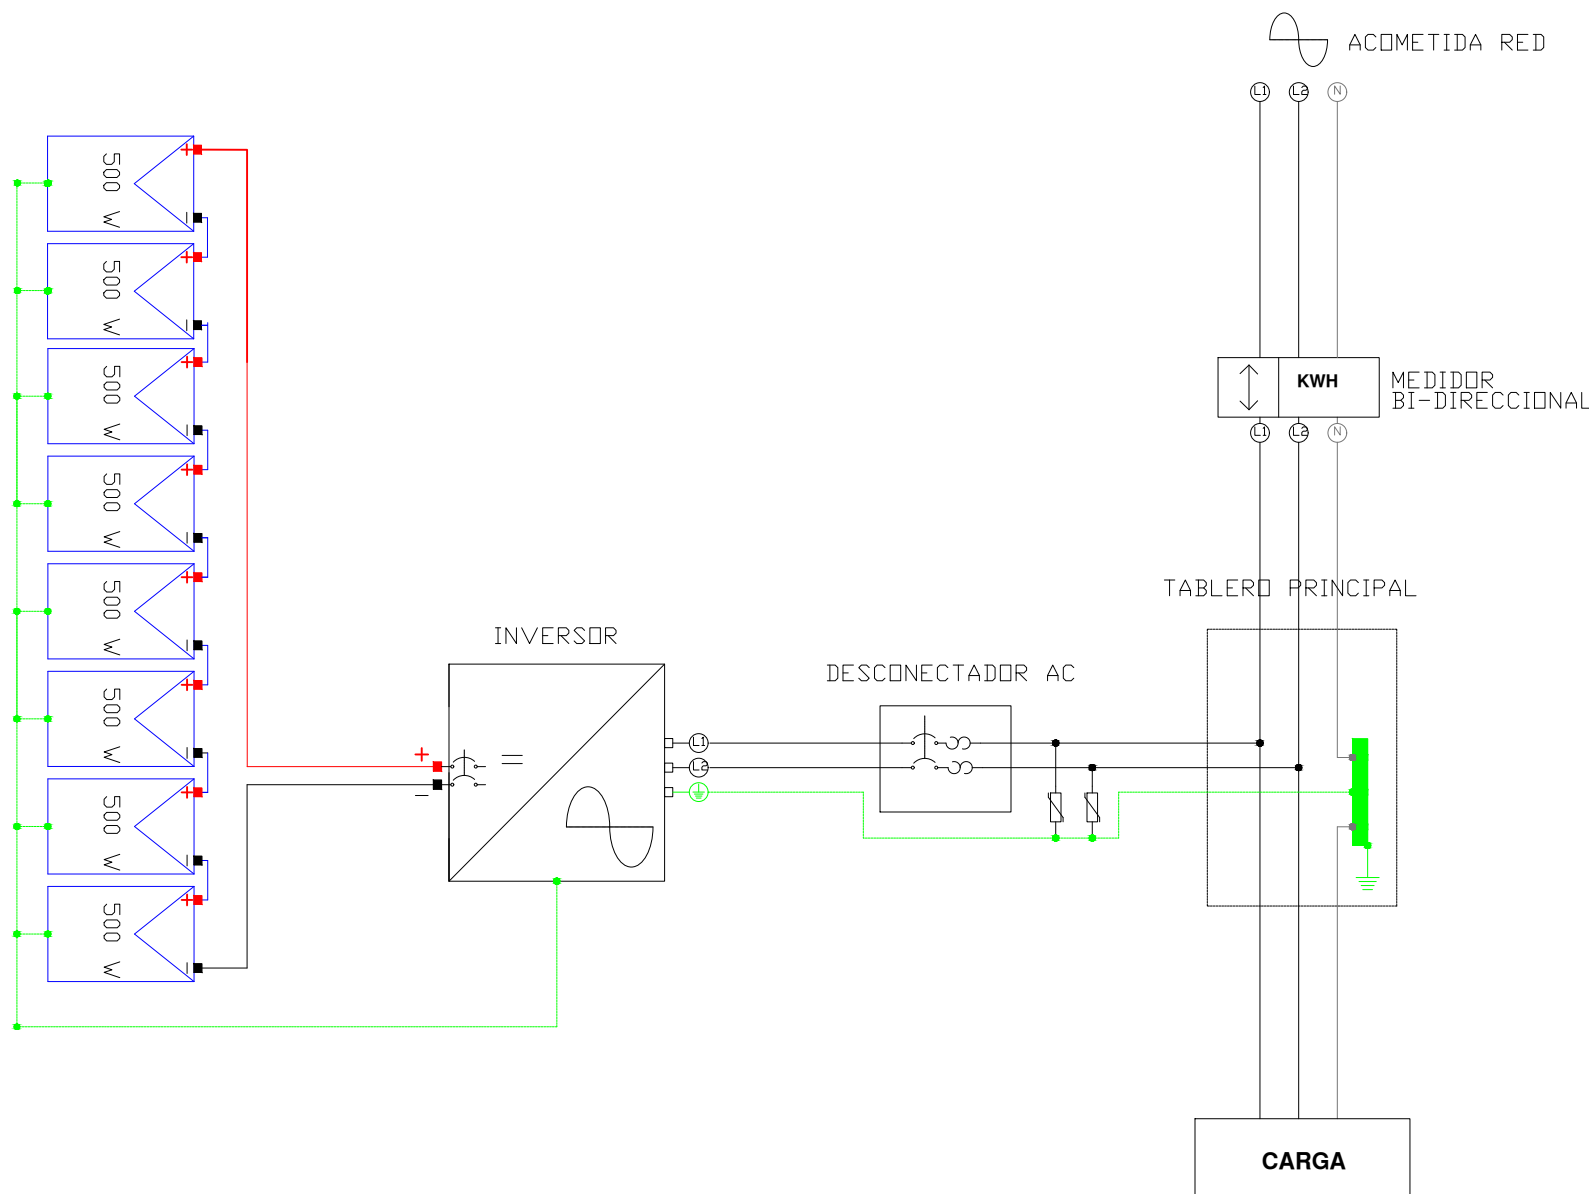 ACOMETIDA RED
L1 L2 N
500 W
500 W
500 W
500 W
500 W
500 W
500 W
500 W
+ −
+ −
+ −
+ −
+ −
+ −
+ −
+ −
KWH
MEDIDOR
BI-DIRECCIONAL
L1 L2 N
TABLERO PRINCIPAL
INVERSOR
DESCONECTADOR AC
+
−
L1
L2
CARGA